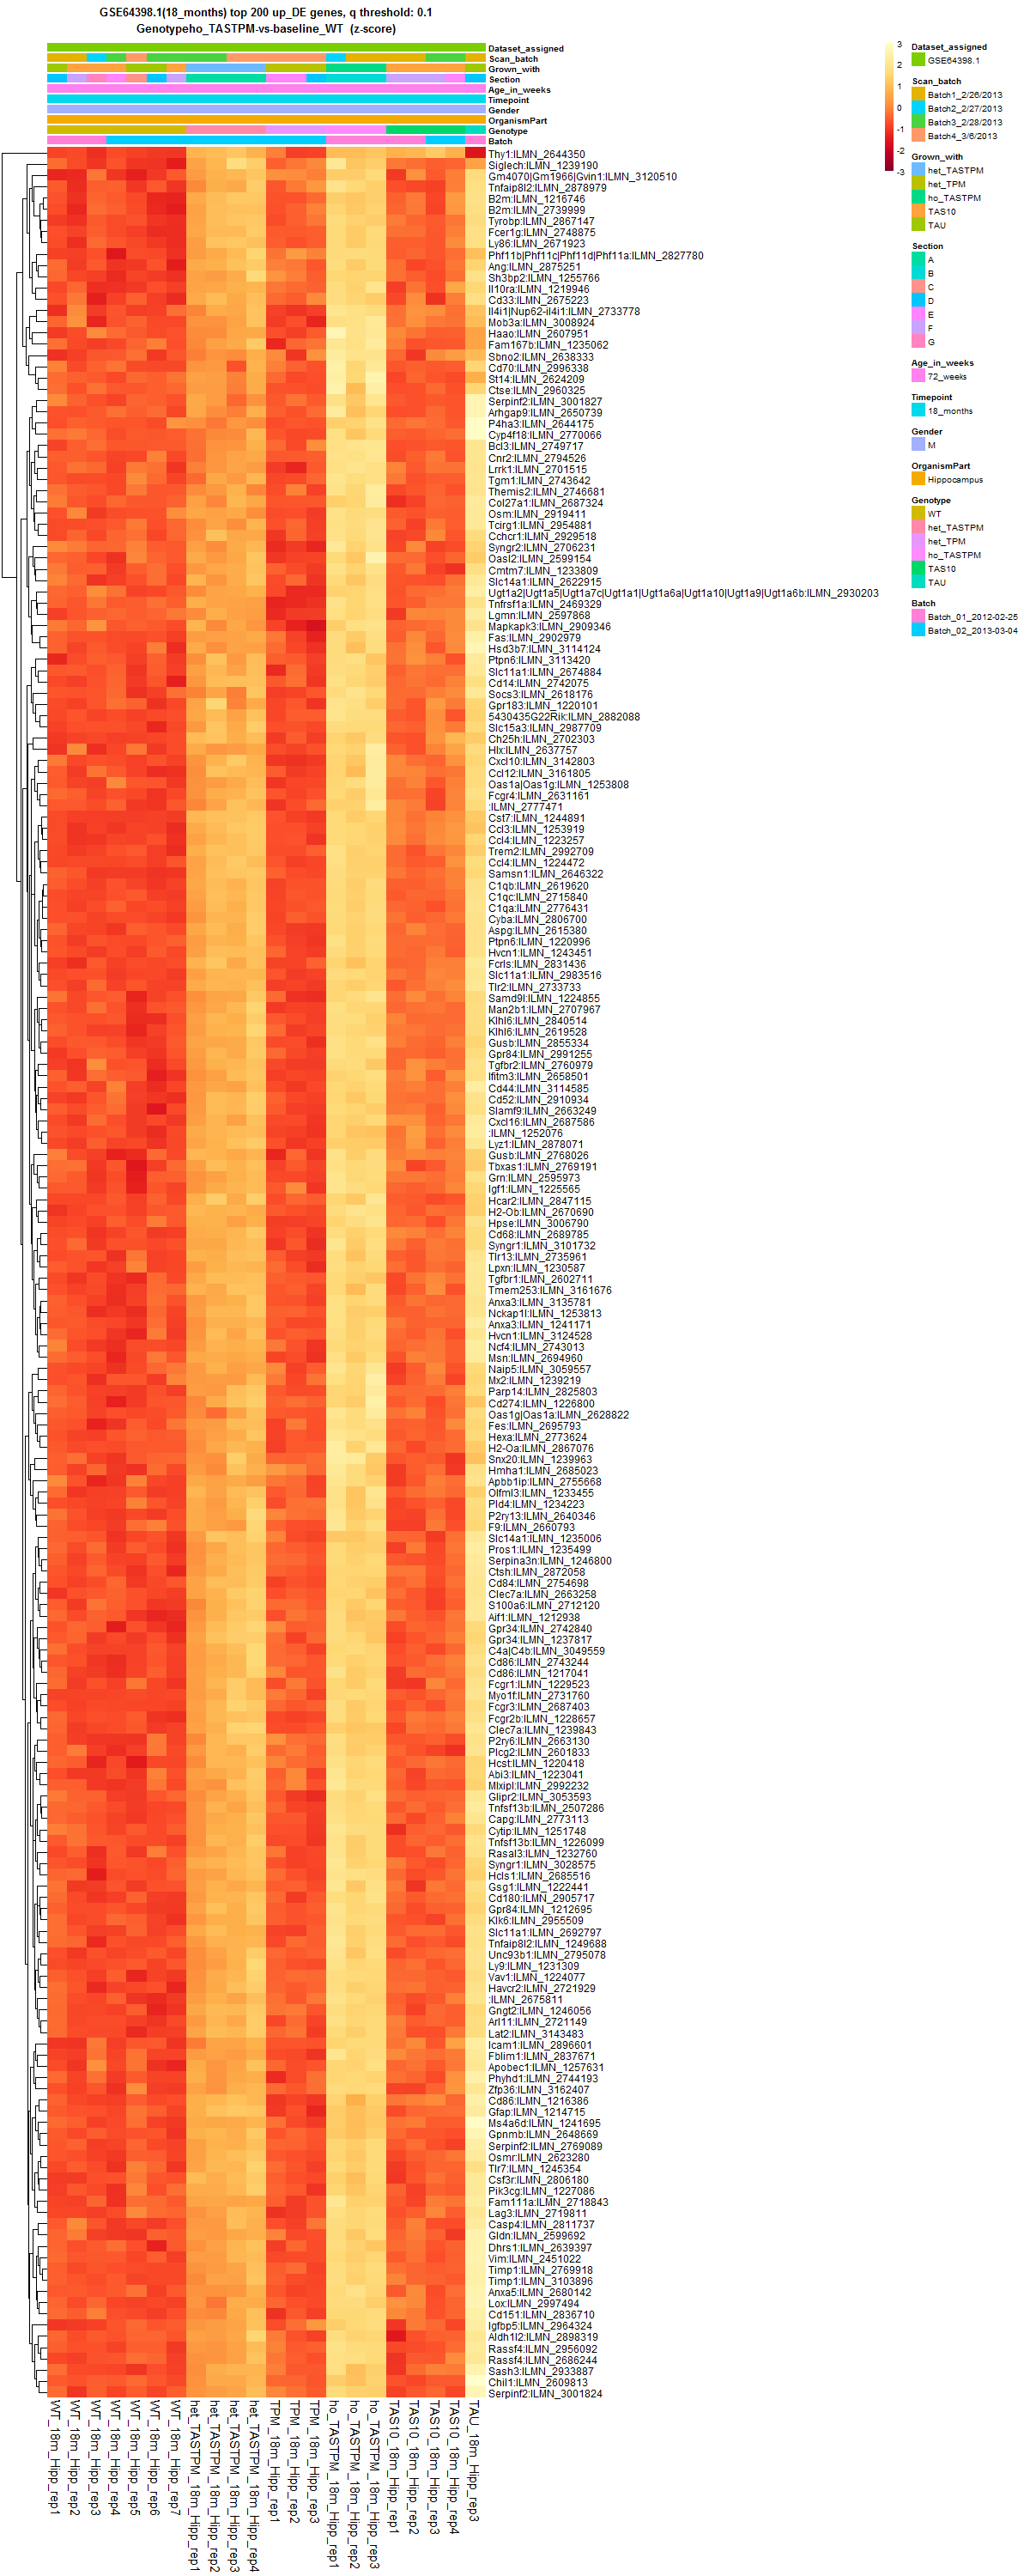 GSE64398.1(18_months) top 200 up_DE genes, q threshold: 0.1
Genotypeho_TASTPM-vs-baseline_WT  (z-score)
Dataset_assigned
Scan_batch
Grown_with
Section
Age_in_weeks
Timepoint
Gender
OrganismPart
Genotype
Batch
Thy1:ILMN_2644350
Siglech:ILMN_1239190
Gm4070|Gm1966|Gvin1:ILMN_3120510
Tnfaip8l2:ILMN_2878979
B2m:ILMN_1216746
B2m:ILMN_2739999
Tyrobp:ILMN_2867147
Fcer1g:ILMN_2748875
Ly86:ILMN_2671923
Phf11b|Phf11c|Phf11d|Phf11a:ILMN_2827780
Ang:ILMN_2875251
Sh3bp2:ILMN_1255766
Il10ra:ILMN_1219946
Cd33:ILMN_2675223
Il4i1|Nup62-il4i1:ILMN_2733778
Mob3a:ILMN_3008924
Haao:ILMN_2607951
Fam167b:ILMN_1235062
Sbno2:ILMN_2638333
Cd70:ILMN_2996338
St14:ILMN_2624209
Ctse:ILMN_2960325
Serpinf2:ILMN_3001827
Arhgap9:ILMN_2650739
P4ha3:ILMN_2644175
Cyp4f18:ILMN_2770066
Bcl3:ILMN_2749717
Cnr2:ILMN_2794526
Lrrk1:ILMN_2701515
Tgm1:ILMN_2743642
Themis2:ILMN_2746681
Col27a1:ILMN_2687324
Osm:ILMN_2919411
Tcirg1:ILMN_2954881
Cchcr1:ILMN_2929518
Syngr2:ILMN_2706231
Oasl2:ILMN_2599154
Cmtm7:ILMN_1233809
Slc14a1:ILMN_2622915
Ugt1a2|Ugt1a5|Ugt1a7c|Ugt1a1|Ugt1a6a|Ugt1a10|Ugt1a9|Ugt1a6b:ILMN_2930203
Tnfrsf1a:ILMN_2469329
Lgmn:ILMN_2597868
Mapkapk3:ILMN_2909346
Fas:ILMN_2902979
Hsd3b7:ILMN_3114124
Ptpn6:ILMN_3113420
Slc11a1:ILMN_2674884
Cd14:ILMN_2742075
Socs3:ILMN_2618176
Gpr183:ILMN_1220101
5430435G22Rik:ILMN_2882088
Slc15a3:ILMN_2987709
Ch25h:ILMN_2702303
Hlx:ILMN_2637757
Cxcl10:ILMN_3142803
Ccl12:ILMN_3161805
Oas1a|Oas1g:ILMN_1253808
Fcgr4:ILMN_2631161
:ILMN_2777471
Cst7:ILMN_1244891
Ccl3:ILMN_1253919
Ccl4:ILMN_1223257
Trem2:ILMN_2992709
Ccl4:ILMN_1224472
Samsn1:ILMN_2646322
C1qb:ILMN_2619620
C1qc:ILMN_2715840
C1qa:ILMN_2776431
Cyba:ILMN_2806700
Aspg:ILMN_2615380
Ptpn6:ILMN_1220996
Hvcn1:ILMN_1243451
Fcrls:ILMN_2831436
Slc11a1:ILMN_2983516
Tlr2:ILMN_2733733
Samd9l:ILMN_1224855
Man2b1:ILMN_2707967
Klhl6:ILMN_2840514
Klhl6:ILMN_2619528
Gusb:ILMN_2855334
Gpr84:ILMN_2991255
Tgfbr2:ILMN_2760979
Ifitm3:ILMN_2658501
Cd44:ILMN_3114585
Cd52:ILMN_2910934
Slamf9:ILMN_2663249
Cxcl16:ILMN_2687586
:ILMN_1252076
Lyz1:ILMN_2878071
Gusb:ILMN_2768026
Tbxas1:ILMN_2769191
Grn:ILMN_2595973
Igf1:ILMN_1225565
Hcar2:ILMN_2847115
H2-Ob:ILMN_2670690
Hpse:ILMN_3006790
Cd68:ILMN_2689785
Syngr1:ILMN_3101732
Tlr13:ILMN_2735961
Lpxn:ILMN_1230587
Tgfbr1:ILMN_2602711
Tmem253:ILMN_3161676
Anxa3:ILMN_3135781
Nckap1l:ILMN_1253813
Anxa3:ILMN_1241171
Hvcn1:ILMN_3124528
Ncf4:ILMN_2743013
Msn:ILMN_2694960
Naip5:ILMN_3059557
Mx2:ILMN_1239219
Parp14:ILMN_2825803
Cd274:ILMN_1226800
Oas1g|Oas1a:ILMN_2628822
Fes:ILMN_2695793
Hexa:ILMN_2773624
H2-Oa:ILMN_2867076
Snx20:ILMN_1239963
Hmha1:ILMN_2685023
Apbb1ip:ILMN_2755668
Olfml3:ILMN_1233455
Pld4:ILMN_1234223
P2ry13:ILMN_2640346
F9:ILMN_2660793
Slc14a1:ILMN_1235006
Pros1:ILMN_1235499
Serpina3n:ILMN_1246800
Ctsh:ILMN_2872058
Cd84:ILMN_2754698
Clec7a:ILMN_2663258
S100a6:ILMN_2712120
Aif1:ILMN_1212938
Gpr34:ILMN_2742840
Gpr34:ILMN_1237817
C4a|C4b:ILMN_3049559
Cd86:ILMN_2743244
Cd86:ILMN_1217041
Fcgr1:ILMN_1229523
Myo1f:ILMN_2731760
Fcgr3:ILMN_2687403
Fcgr2b:ILMN_1228657
Clec7a:ILMN_1239843
P2ry6:ILMN_2663130
Plcg2:ILMN_2601833
Hcst:ILMN_1220418
Abi3:ILMN_1223041
Mlxipl:ILMN_2992232
Glipr2:ILMN_3053593
Tnfsf13b:ILMN_2507286
Capg:ILMN_2773113
Cytip:ILMN_1251748
Tnfsf13b:ILMN_1226099
Rasal3:ILMN_1232760
Syngr1:ILMN_3028575
Hcls1:ILMN_2685516
Gsg1:ILMN_1222441
Cd180:ILMN_2905717
Gpr84:ILMN_1212695
Klk6:ILMN_2955509
Slc11a1:ILMN_2692797
Tnfaip8l2:ILMN_1249688
Unc93b1:ILMN_2795078
Ly9:ILMN_1231309
Vav1:ILMN_1224077
Havcr2:ILMN_2721929
:ILMN_2675811
Gngt2:ILMN_1246056
Arl11:ILMN_2721149
Lat2:ILMN_3143483
Icam1:ILMN_2896601
Fblim1:ILMN_2837671
Apobec1:ILMN_1257631
Phyhd1:ILMN_2744193
Zfp36:ILMN_3162407
Cd86:ILMN_1216386
Gfap:ILMN_1214715
Ms4a6d:ILMN_1241695
Gpnmb:ILMN_2648669
Serpinf2:ILMN_2769089
Osmr:ILMN_2623280
Tlr7:ILMN_1245354
Csf3r:ILMN_2806180
Pik3cg:ILMN_1227086
Fam111a:ILMN_2718843
Lag3:ILMN_2719811
Casp4:ILMN_2811737
Gldn:ILMN_2599692
Dhrs1:ILMN_2639397
Vim:ILMN_2451022
Timp1:ILMN_2769918
Timp1:ILMN_3103896
Anxa5:ILMN_2680142
Lox:ILMN_2997494
Cd151:ILMN_2836710
Igfbp5:ILMN_2964324
Aldh1l2:ILMN_2898319
Rassf4:ILMN_2956092
Rassf4:ILMN_2686244
Sash3:ILMN_2933887
Chil1:ILMN_2609813
Serpinf2:ILMN_3001824
WT_18m_Hipp_rep1
WT_18m_Hipp_rep2
WT_18m_Hipp_rep3
WT_18m_Hipp_rep4
WT_18m_Hipp_rep5
WT_18m_Hipp_rep6
WT_18m_Hipp_rep7
het_TASTPM_18m_Hipp_rep1
het_TASTPM_18m_Hipp_rep2
het_TASTPM_18m_Hipp_rep3
het_TASTPM_18m_Hipp_rep4
TPM_18m_Hipp_rep1
TPM_18m_Hipp_rep2
TPM_18m_Hipp_rep3
ho_TASTPM_18m_Hipp_rep1
ho_TASTPM_18m_Hipp_rep2
ho_TASTPM_18m_Hipp_rep3
TAS10_18m_Hipp_rep1
TAS10_18m_Hipp_rep2
TAS10_18m_Hipp_rep3
TAS10_18m_Hipp_rep4
TAU_18m_Hipp_rep3
3
2
1
0
-1
-2
-3
Dataset_assigned
GSE64398.1
Scan_batch
Batch1_2/26/2013
Batch2_2/27/2013
Batch3_2/28/2013
Batch4_3/6/2013
Grown_with
het_TASTPM
het_TPM
ho_TASTPM
TAS10
TAU
Section
A
B
C
D
E
F
G
Age_in_weeks
72_weeks
Timepoint
18_months
Gender
M
OrganismPart
Hippocampus
Genotype
WT
het_TASTPM
het_TPM
ho_TASTPM
TAS10
TAU
Batch
Batch_01_2012-02-25
Batch_02_2013-03-04